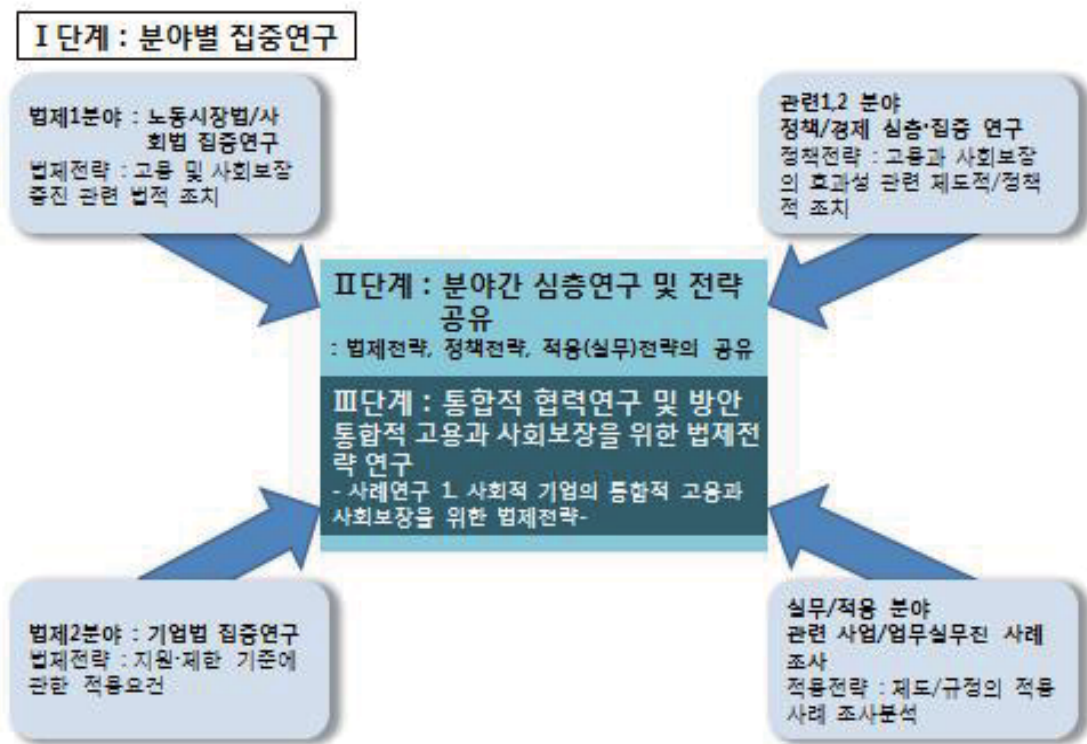 Ⅰ단계 : 분야별 집중연구
법제1분야 : 노동시장법/사
회법 집중연구
법제전략 : 고용 및 사회보장
증진 관련 법적 조치
관련1,2 분야
정책/경제 심층·집중 연구
정책전략 : 고용과 사회보장
의 효과성 관련 제도적/정책
적 조치
Ⅱ단계 : 분야간 심층연구 및 전략
공유
: 법제전략, 정책전략, 적용(실무)전략의 공유
Ⅲ단계 : 통합적 협력연구 및 방안
통합적 고용과 사회보장을 위한 법제전
략 연구
- 사례연구 1. 사회적 기업의 통합적 고용과
사회보장을 위한 법제전략-
법제2분야 : 기업법 집중연구
법제전략 : 지원·제한 기준에
관한 적용요건
실무/적용 분야
관련 사업/업무실무진 사례
조사
적용전략 : 제도/규정의 적용
사례 조사분석